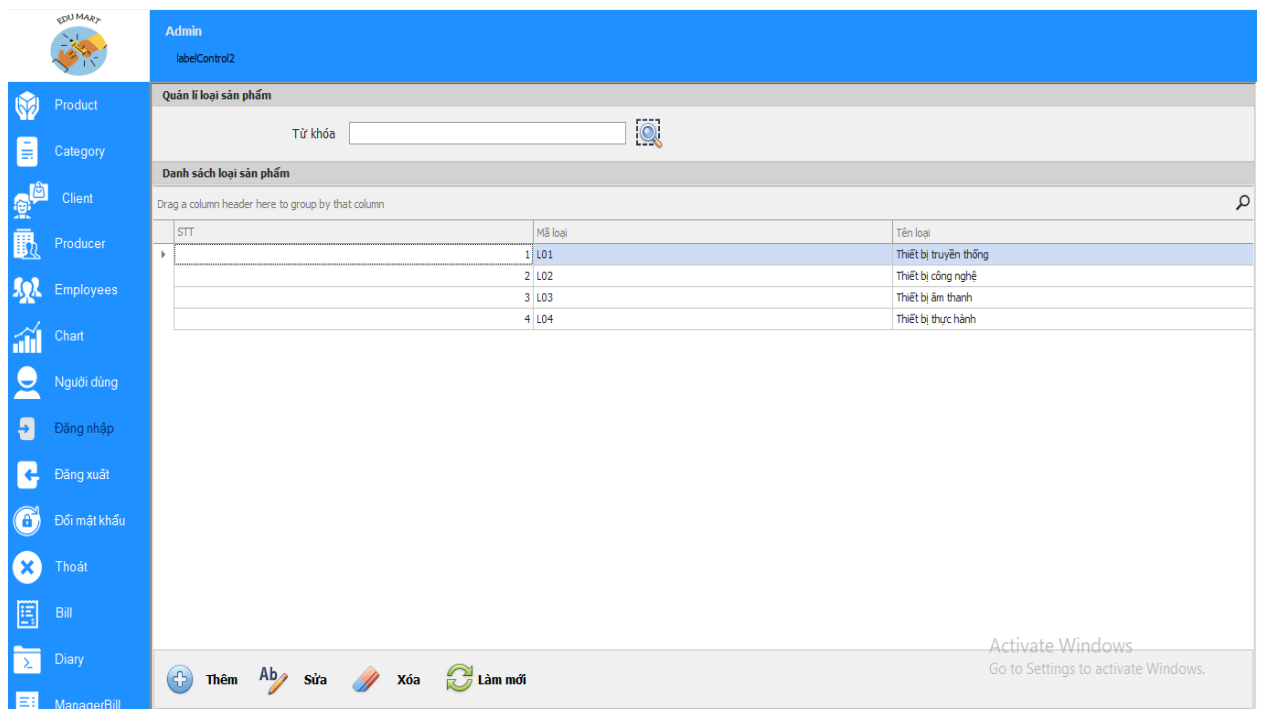 EDU MART
Admin
labelControl2
Product
Category
Client
Producer
Employees
Chart
Người dùng
Đăng nhập
Đăng xuất
Đổi mật khẩu
Thoát
Bill
Diary
ManagerBill
Quản lí loại sản phẩm
Từ khóa
Danh sách loại sản phẩm
Drag a column header here to group by that column
STT Mã loại Tên loại
1 L01 Thiết bị truyền thống
2 L02 Thiết bị công nghệ
3 L03 Thiết bị âm thanh
4 L04 Thiết bị thực hành
Thêm Ab Sửa Xóa Làm mới
Activate Windows
Go to Settings to activate Windows.